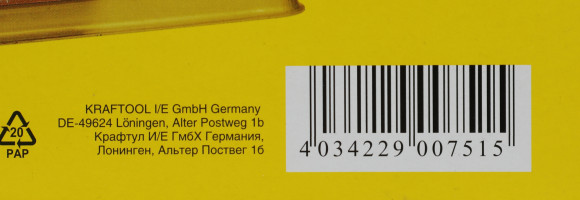 KRAFTOOL I/E GmbH Germany
DE-49624 Löningen, Alter Postweg 1b
Крафтул И/Е ГмбХ Германия,
Лонинген, Альтер Поствег 1б
20
PAP
4 034229 007515